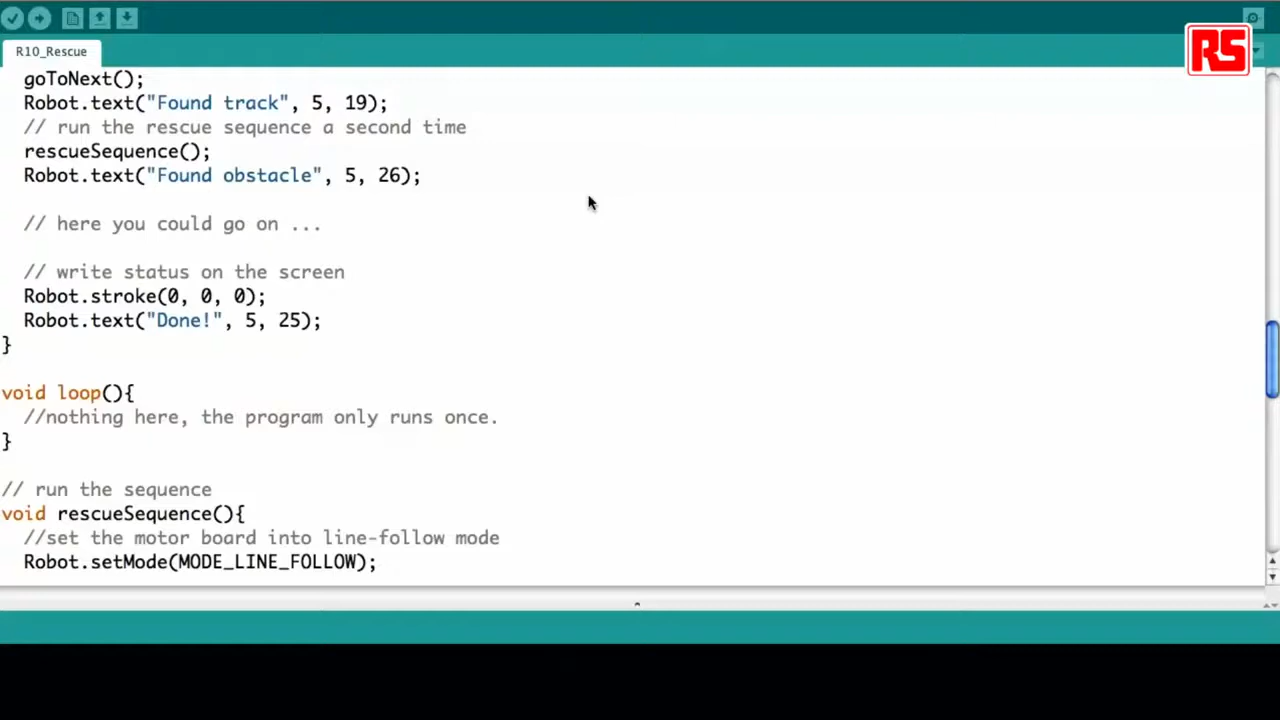 R10_Rescue
RS
goToNext();
Robot.text("Found track", 5, 19);
// run the rescue sequence a second time
rescueSequence();
Robot.text("Found obstacle", 5, 26);
// here you could go on ...
// write status on the screen
Robot.stroke(0, 0, 0);
Robot.text("Done!", 5, 25);
}
void loop(){
//nothing here, the program only runs once.
}
// run the sequence
void rescueSequence(){
//set the motor board into line-follow mode
Robot.setMode(MODE_LINE_FOLLOW);